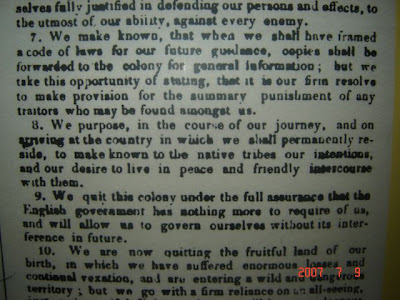 selves fully justified in defending our persons and effects, to
the utmost of our ability, against every enemy.
7. We make known, that when we shall have framed
a code of laws for our future guidance, copies shall be
forwarded to the colony for general information; but we
take this opportunity of stating, that it is our firm resolve
to make provision for the summary punishment of any
traitors who may be found amongst us.
8. We purpose, in the course of our journey, and on
arriving at the country in which we shall permanently re-
side, to make known to the native tribes our intentions,
and our desire to live in peace and friendly intercourse
with them.
9. We quit this colony under the full assurance that the
English government has nothing more to require of us,
and will allow us to govern ourselves without its inter-
ference in future.
10. We are now quitting the fruitful land of our
birth, in which we have suffered enormous losses and
continual vexation, and are entering a wild and dangerous
territory; but we go with a firm reliance on an all-seeing,
2007 7 9